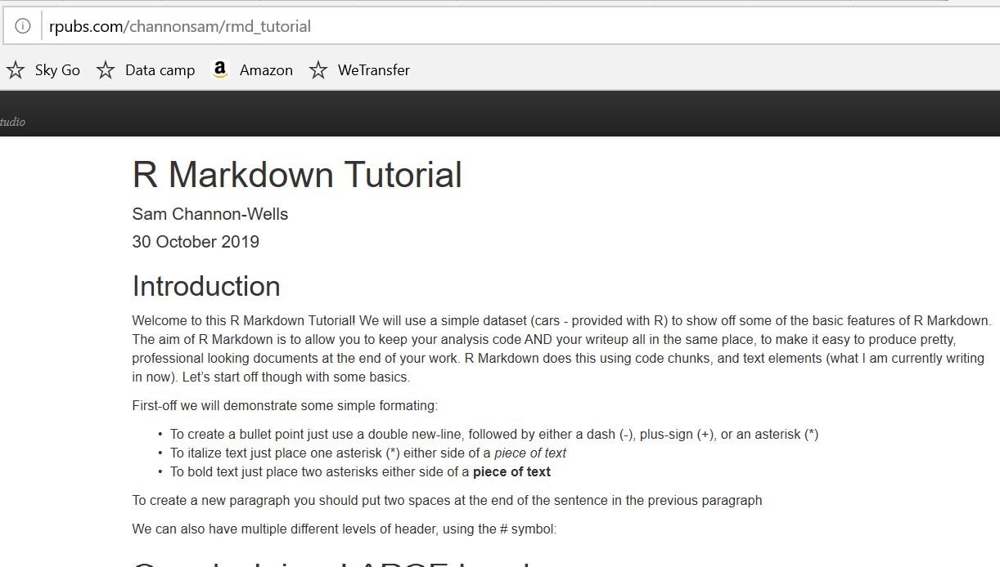 rpubs.com/channonsam/rmd_tutorial
Sky Go Data camp Amazon WeTransfer
tudio
R Markdown Tutorial
Sam Channon-Wells
30 October 2019
Introduction
Welcome to this R Markdown Tutorial! We will use a simple dataset (cars - provided with R) to show off some of the basic features of R Markdown.
The aim of R Markdown is to allow you to keep your analysis code AND your writeup all in the same place, to make it easy to produce pretty,
professional looking documents at the end of your work. R Markdown does this using code chunks, and text elements (what I am currently writing
in now). Let's start off though with some basics.
First-off we will demonstrate some simple formating:
• To create a bullet point just use a double new-line, followed by either a dash (-), plus-sign (+), or an asterisk (*)
• To italize text just place one asterisk (*) either side of a piece of text
• To bold text just place two asterisks either side of a piece of text
To create a new paragraph you should put two spaces at the end of the sentence in the previous paragraph
We can also have multiple different levels of header, using the # symbol: